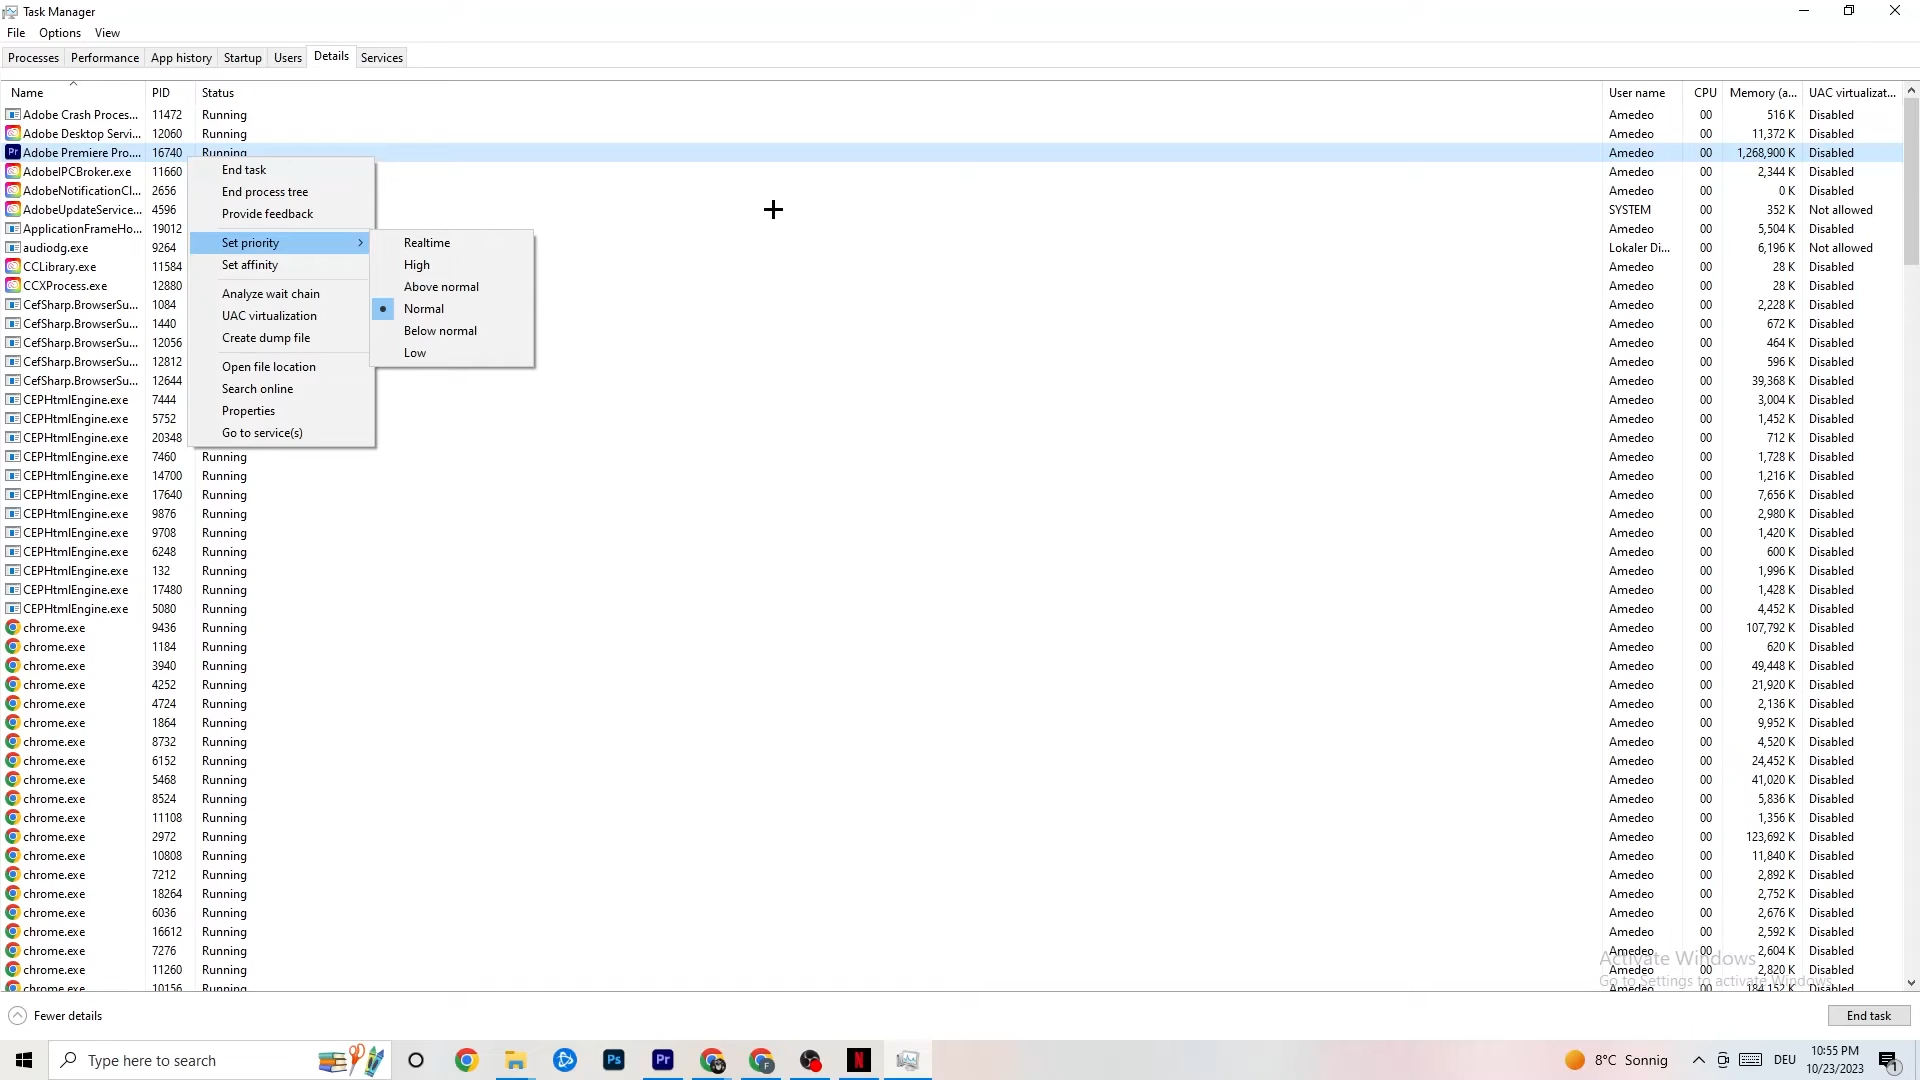 Task Manager
File Options View
Processes Performance App history Startup Users Details Services
Name PID Status User name CPU Memory (a... UAC virtualizat...
Adobe Crash Proces... 11472 Running Amedeo 00 516 K Disabled
Adobe Desktop Servi... 12060 Running Amedeo 00 11,372 K Disabled
Adobe Premiere Pro.... 16740 Running Amedeo 00 1,268,900 K Disabled
AdobeIPCBroker.exe 11660 Amedeo 00 2,344 K Disabled
AdobeNotificationCl... 2656 Amedeo 00 0 K Disabled
AdobeUpdateService... 4596 SYSTEM 00 352 K Not allowed
ApplicationFrameHo... 19012 Amedeo 00 5,504 K Disabled
audiodg.exe 9264 Lokaler Di... 00 6,196 K Not allowed
CCLibrary.exe 11584 Amedeo 00 28 K Disabled
CCXProcess.exe 12880 Amedeo 00 28 K Disabled
CefSharp.BrowserSu... 1084 Amedeo 00 2,228 K Disabled
CefSharp.BrowserSu... 1440 Amedeo 00 672 K Disabled
CefSharp.BrowserSu... 12056 Amedeo 00 464 K Disabled
CefSharp.BrowserSu... 12812 Amedeo 00 596 K Disabled
CefSharp.BrowserSu... 12644 Amedeo 00 39,368 K Disabled
CEPHtmlEngine.exe 7444 Amedeo 00 3,004 K Disabled
CEPHtmlEngine.exe 5752 Amedeo 00 1,452 K Disabled
CEPHtmlEngine.exe 20348 Amedeo 00 712 K Disabled
End task
End process tree
Provide feedback
Set priority
Set affinity
Analyze wait chain
UAC virtualization
Create dump file
Open file location
Search online
Properties
Go to service(s)
Realtime
High
Above normal
Normal
Below normal
Low
CEPHtmlEngine.exe 7460 Running Amedeo 00 1,728 K Disabled
CEPHtmlEngine.exe 14700 Running Amedeo 00 1,216 K Disabled
CEPHtmlEngine.exe 17640 Running Amedeo 00 7,656 K Disabled
CEPHtmlEngine.exe 9876 Running Amedeo 00 2,980 K Disabled
CEPHtmlEngine.exe 9708 Running Amedeo 00 1,420 K Disabled
CEPHtmlEngine.exe 6248 Running Amedeo 00 600 K Disabled
CEPHtmlEngine.exe 132 Running Amedeo 00 1,996 K Disabled
CEPHtmlEngine.exe 17480 Running Amedeo 00 1,428 K Disabled
CEPHtmlEngine.exe 5080 Running Amedeo 00 4,452 K Disabled
chrome.exe 9436 Running Amedeo 00 107,792 K Disabled
chrome.exe 1184 Running Amedeo 00 620 K Disabled
chrome.exe 3940 Running Amedeo 00 49,448 K Disabled
chrome.exe 4252 Running Amedeo 00 21,920 K Disabled
chrome.exe 4724 Running Amedeo 00 2,136 K Disabled
chrome.exe 1864 Running Amedeo 00 9,952 K Disabled
chrome.exe 8732 Running Amedeo 00 4,520 K Disabled
chrome.exe 6152 Running Amedeo 00 24,452 K Disabled
chrome.exe 5468 Running Amedeo 00 41,020 K Disabled
chrome.exe 8524 Running Amedeo 00 5,836 K Disabled
chrome.exe 11108 Running Amedeo 00 1,356 K Disabled
chrome.exe 2972 Running Amedeo 00 123,692 K Disabled
chrome.exe 10808 Running Amedeo 00 11,840 K Disabled
chrome.exe 7212 Running Amedeo 00 2,892 K Disabled
chrome.exe 18264 Running Amedeo 00 2,752 K Disabled
chrome.exe 6036 Running Amedeo 00 2,676 K Disabled
chrome.exe 16612 Running Amedeo 00 2,592 K Disabled
chrome.exe 7276 Running Amedeo 00 2,604 K Disabled
chrome.exe 11260 Running Amedeo 00 2,820 K Disabled
chrome.exe 10156 Running Amedeo 00 184,152 K Disabled
Activate Windows
Go to Settings to activate Windows.
Fewer details End task
Type here to search Ps Pr F N 8°C Sonnig DEU 10:55 PM
10/23/2023 1